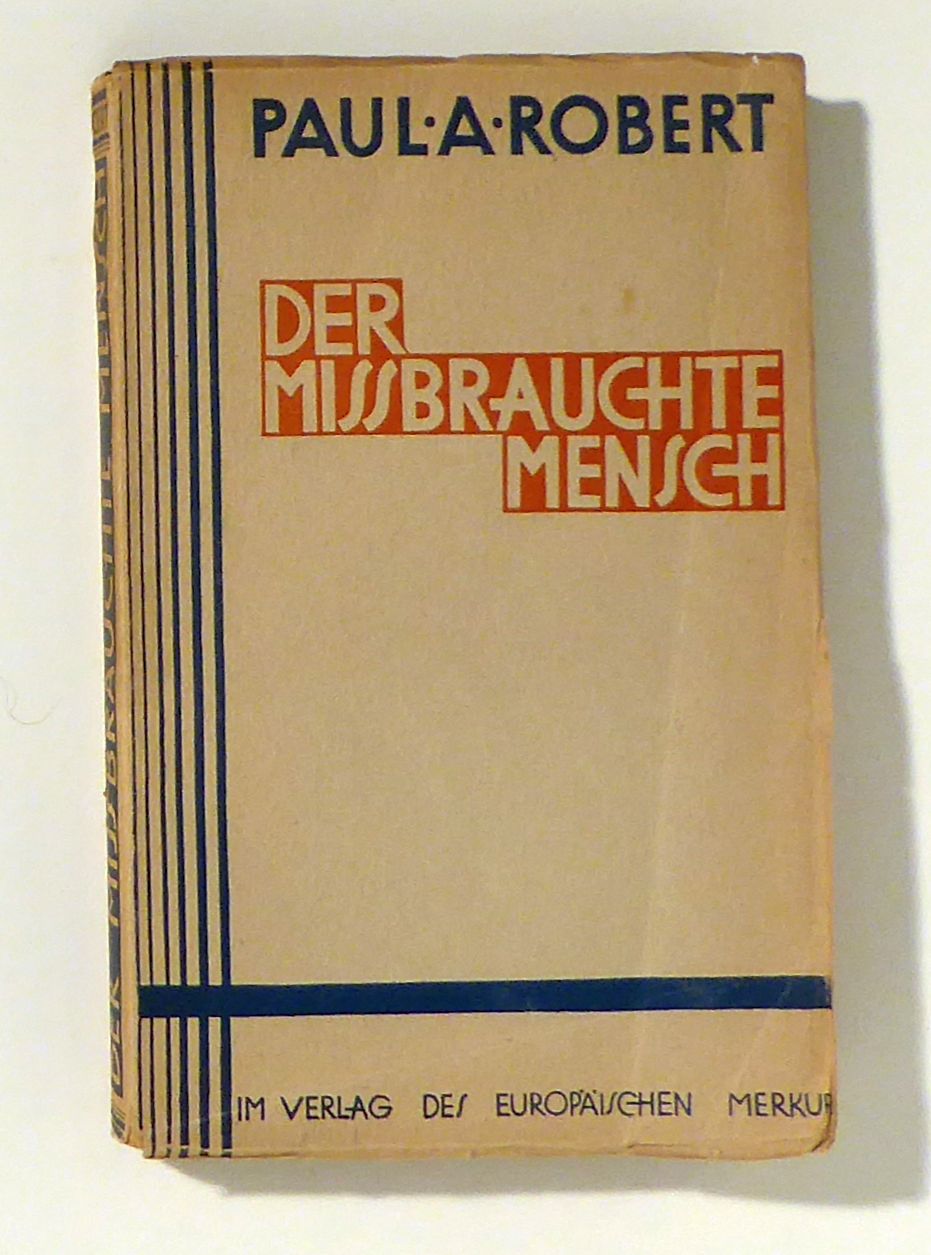 PAUL·A·ROBERT
DER
MISSBRAUCHTE
MENSCH
IM VERLAG DES EUROPÄISCHEN MERKUR
DER MISSBRAUCHTE MENSCH